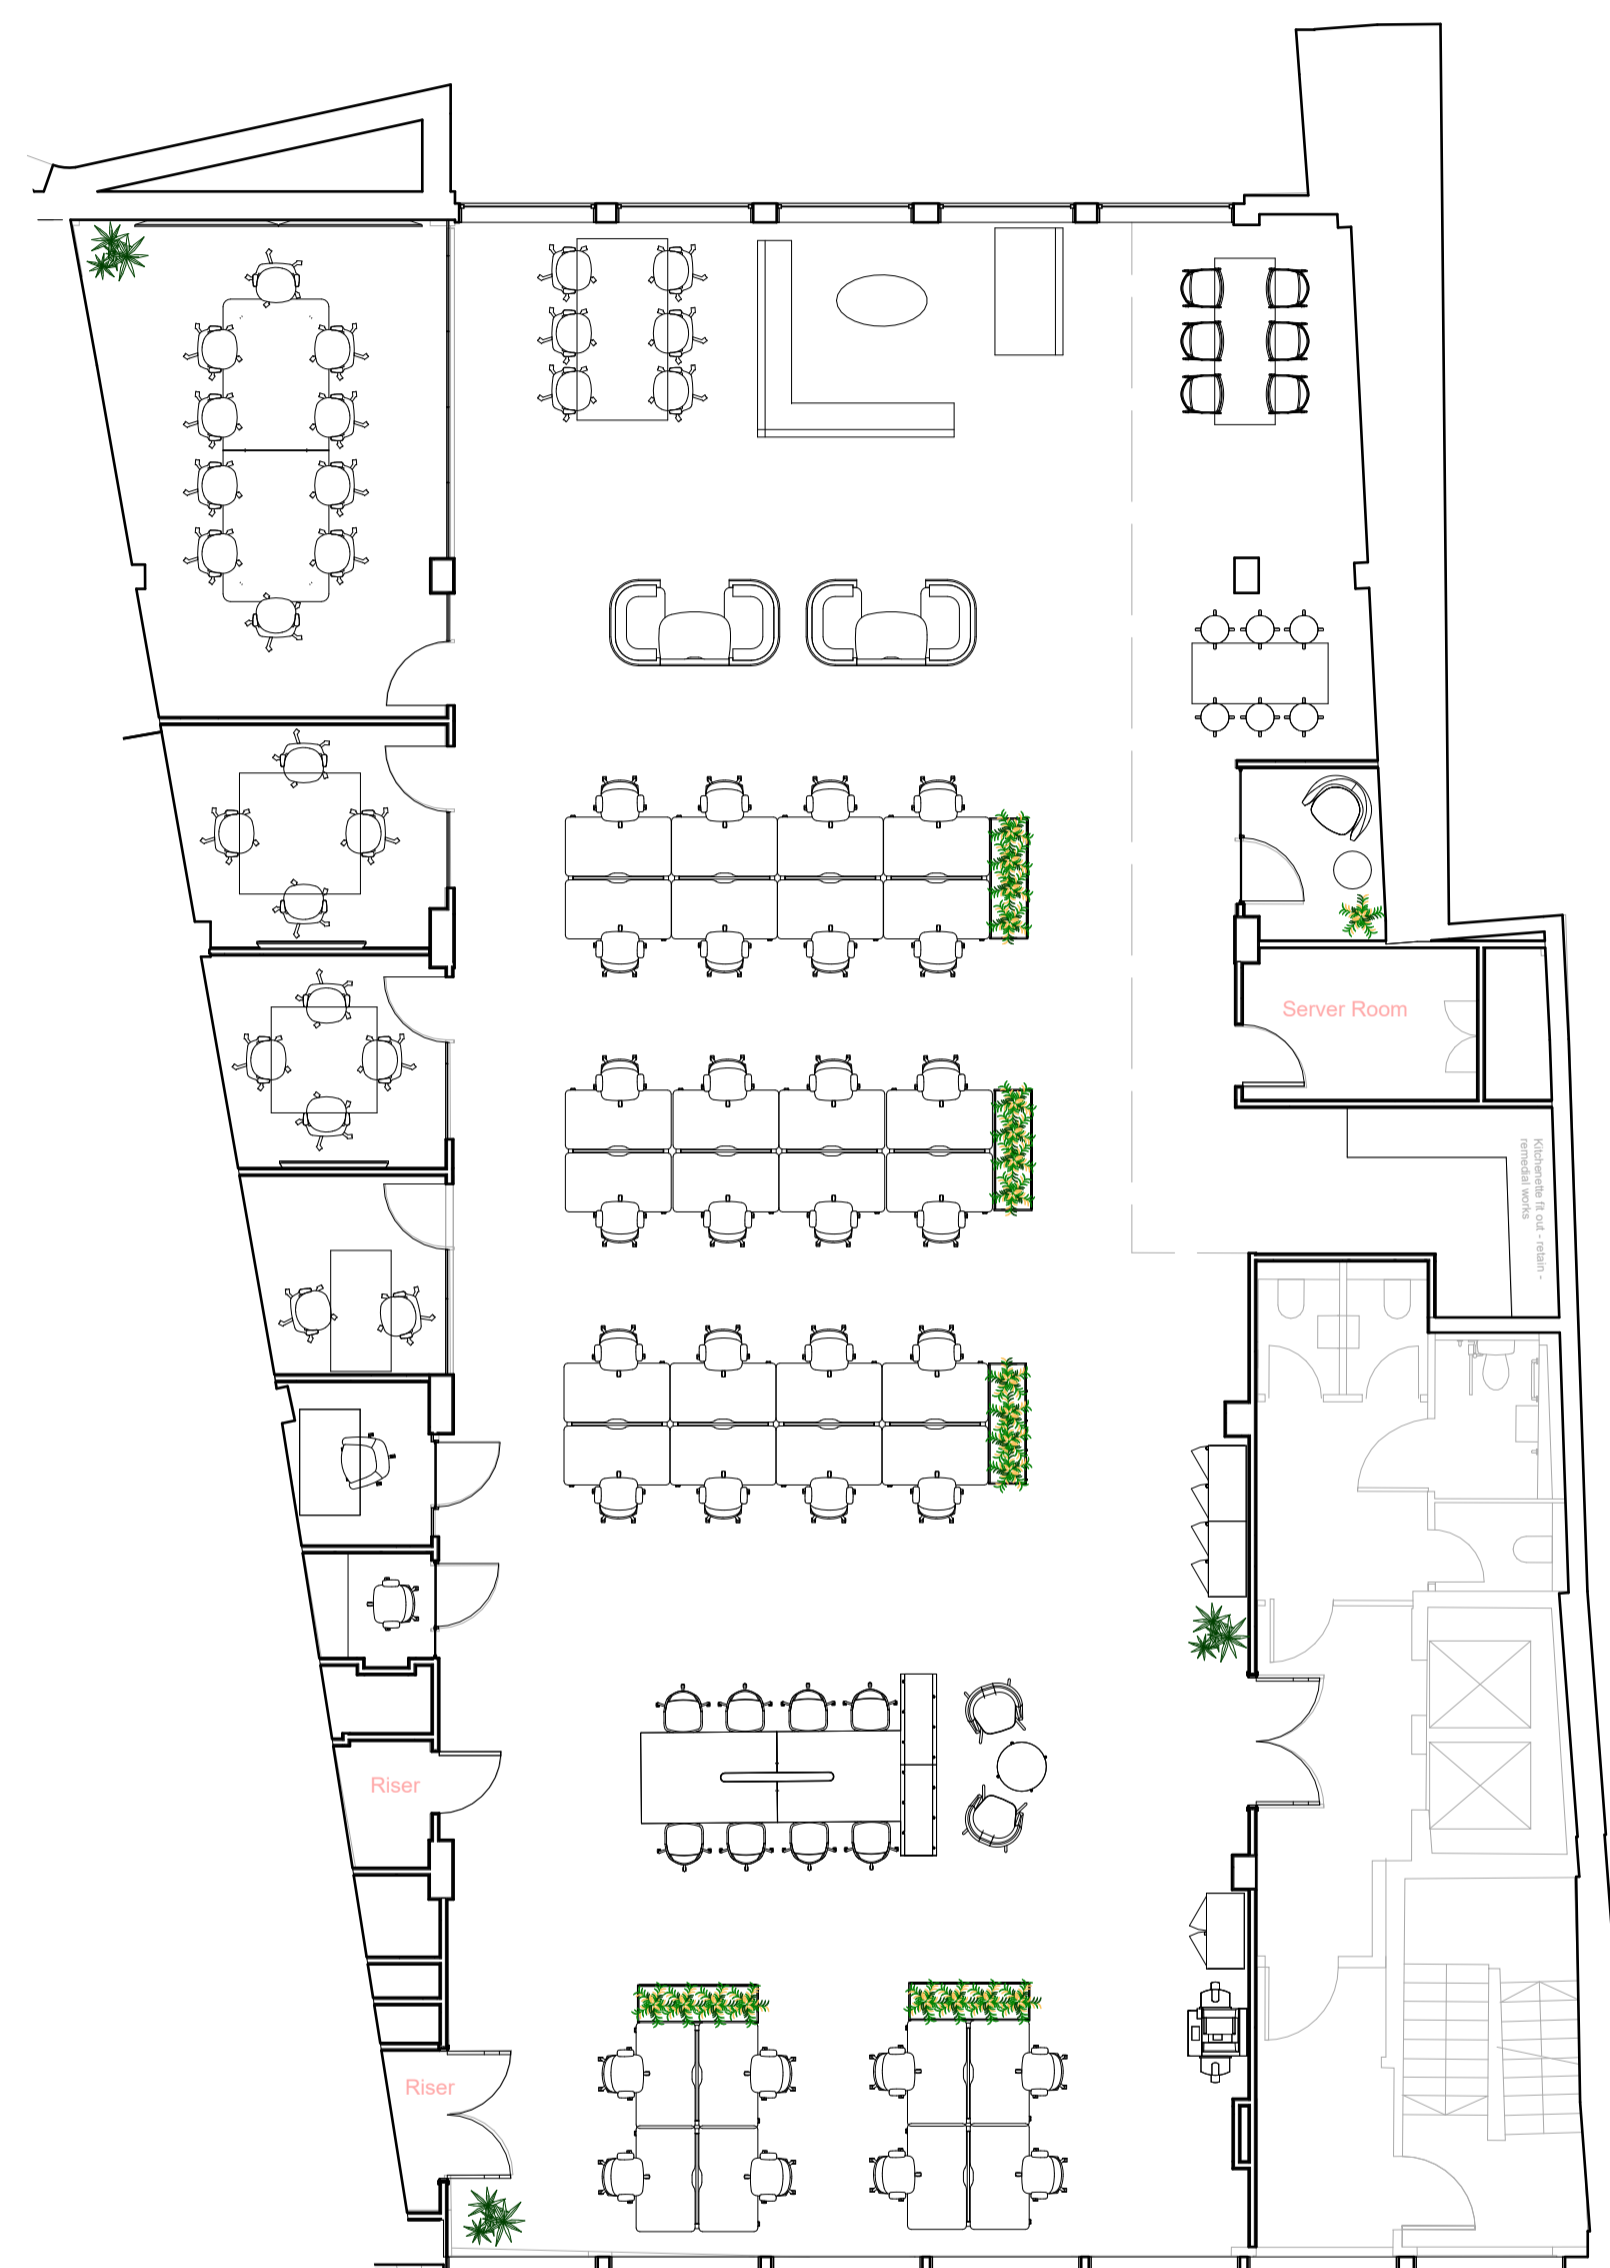 Server Room
Kitchenette fit out - retain -
remedial works
Riser
Riser